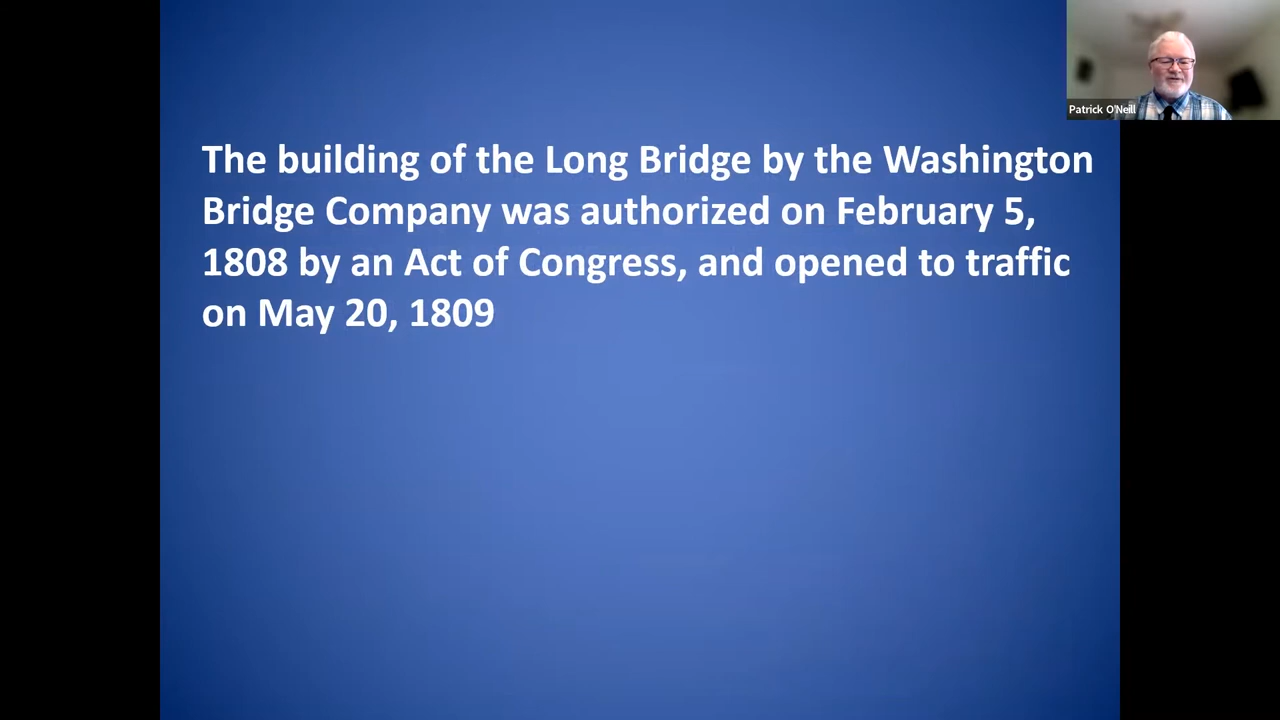 The building of the Long Bridge by the Washington
Bridge Company was authorized on February 5,
1808 by an Act of Congress, and opened to traffic
on May 20, 1809
Patrick O'Neill